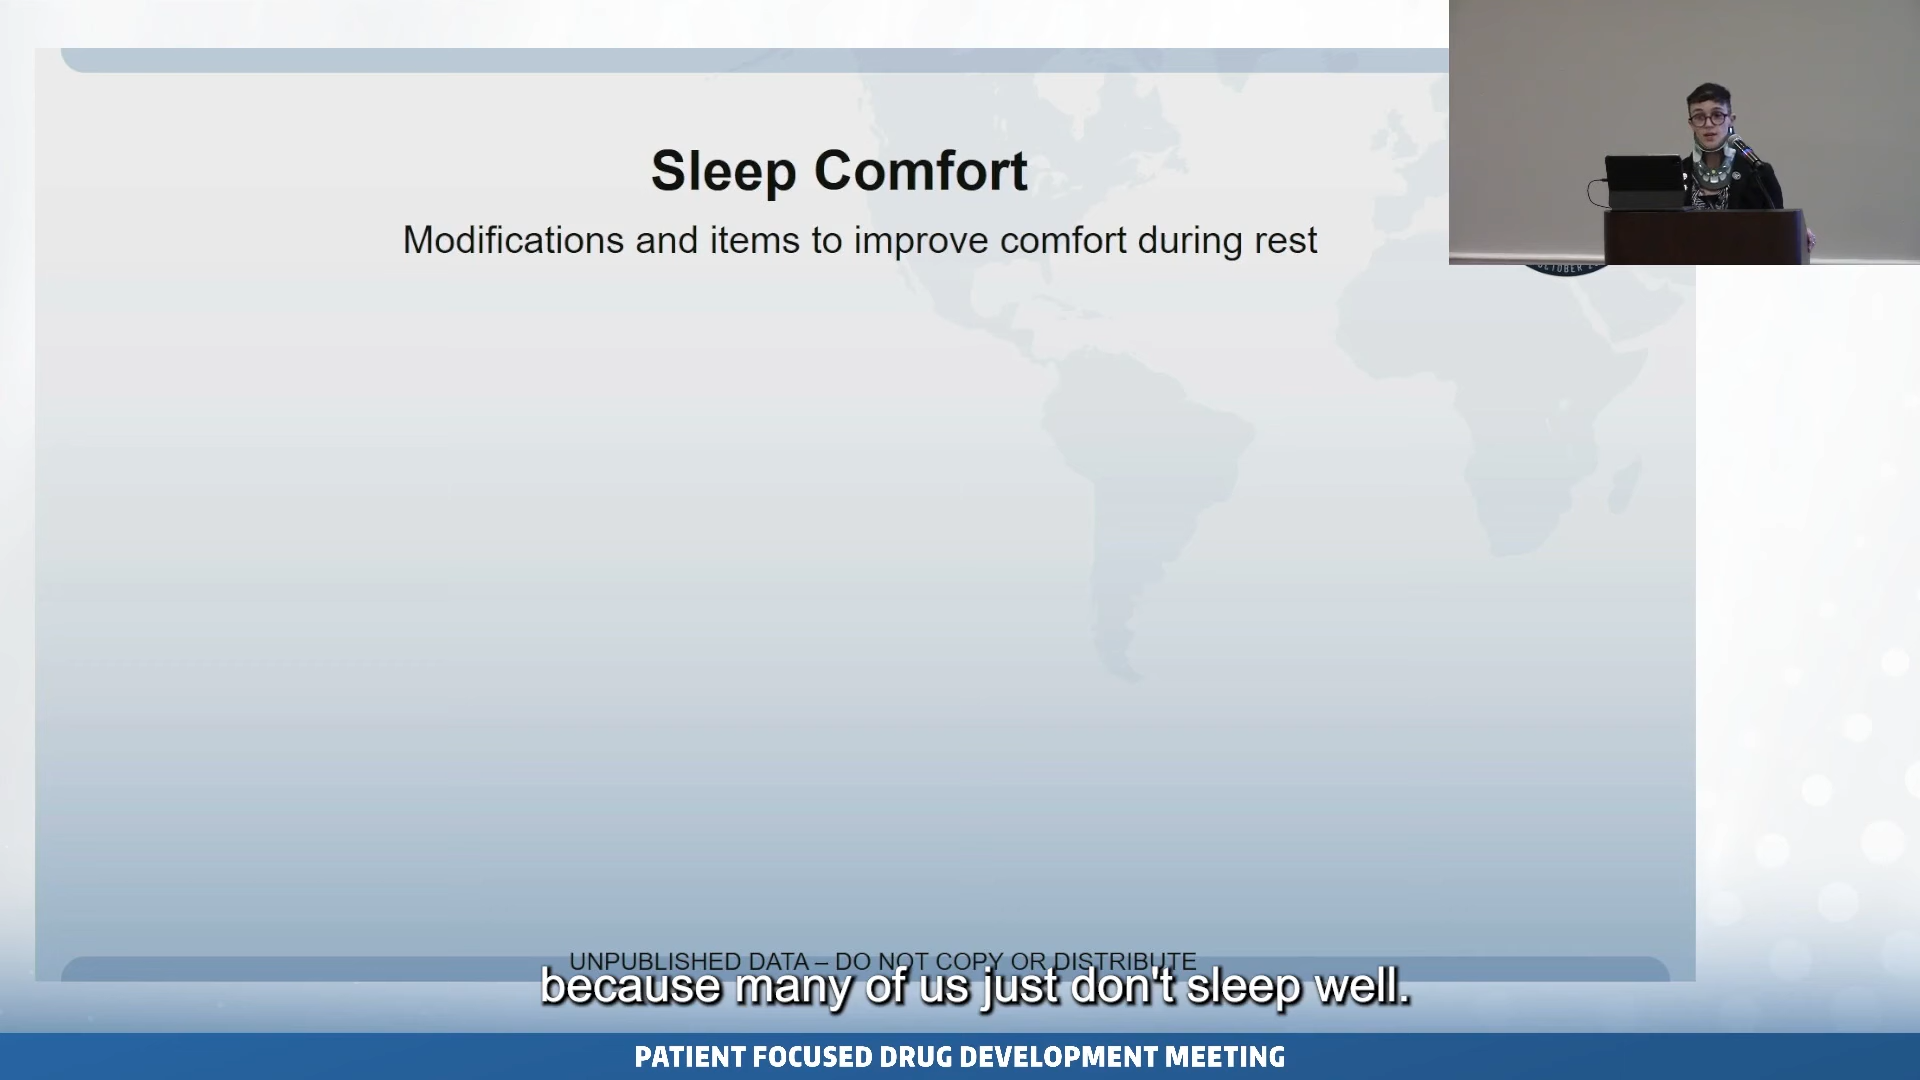 Sleep Comfort
Modifications and items to improve comfort during rest
OCTOBER
UNPUBLISHED DATA – DO NOT COPY OR DISTRIBUTE
because many of us just don't sleep well.
PATIENT FOCUSED DRUG DEVELOPMENT MEETING